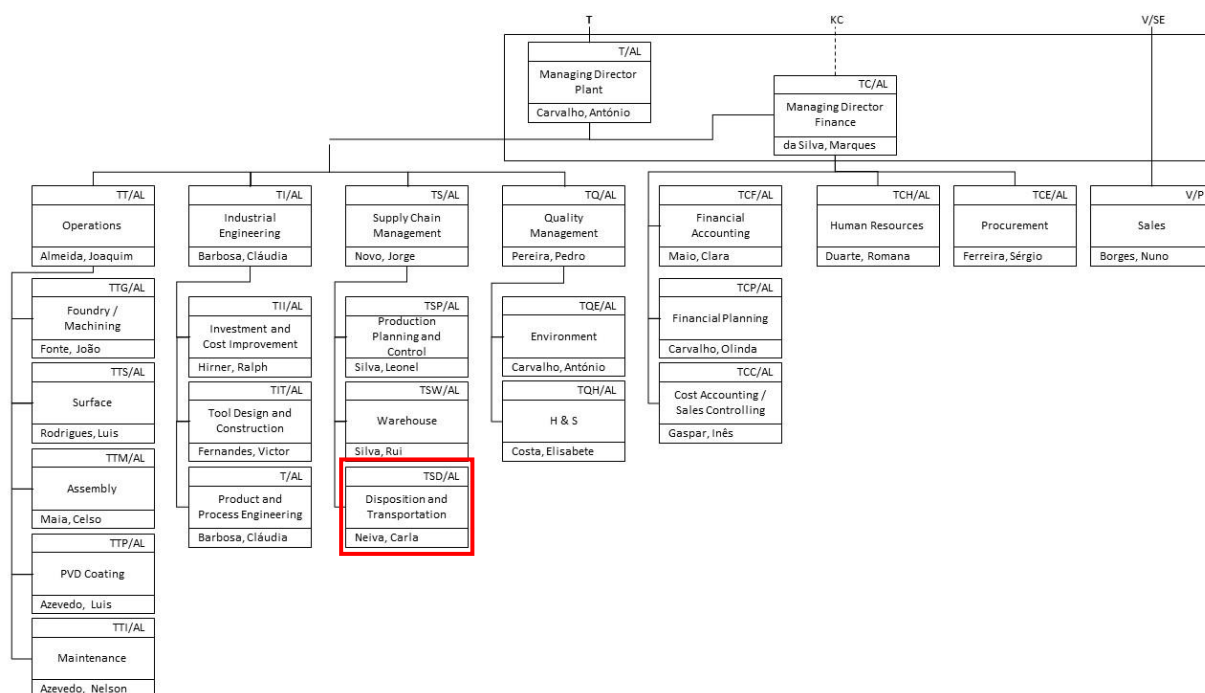 T
KC
V/SE
T/AL
Managing Director
Plant
Carvalho, António
TC/AL
Managing Director
Finance
da Silva, Marques
TT/AL
Operations
Almeida, Joaquim
TI/AL
Industrial
Engineering
Barbosa, Cláudia
TS/AL
Supply Chain
Management
Novo, Jorge
TQ/AL
Quality
Management
Pereira, Pedro
TCF/AL
Financial
Accounting
Maio, Clara
TCH/AL
Human Resources
Duarte, Romana
TCE/AL
Procurement
Ferreira, Sérgio
V/P
Sales
Borges, Nuno
TTG/AL
Foundry /
Machining
Fonte, João
TII/AL
Investment and
Cost Improvement
Hirner, Ralph
TSP/AL
Production
Planning and
Control
Silva, Leonel
TQE/AL
Environment
Carvalho, António
TCP/AL
Financial Planning
Carvalho, Olinda
TTS/AL
Surface
Rodrigues, Luis
TIT/AL
Tool Design and
Construction
Fernandes, Victor
TSW/AL
Warehouse
Silva, Rui
TQH/AL
H & S
Costa, Elisabete
TCC/AL
Cost Accounting /
Sales Controlling
Gaspar, Inês
TTM/AL
Assembly
Maia, Celso
T/AL
Product and
Process Engineering
Barbosa, Cláudia
TSD/AL
Disposition and
Transportation
Neiva, Carla
TTP/AL
PVD Coating
Azevedo, Luis
TTI/AL
Maintenance
Azevedo, Nelson